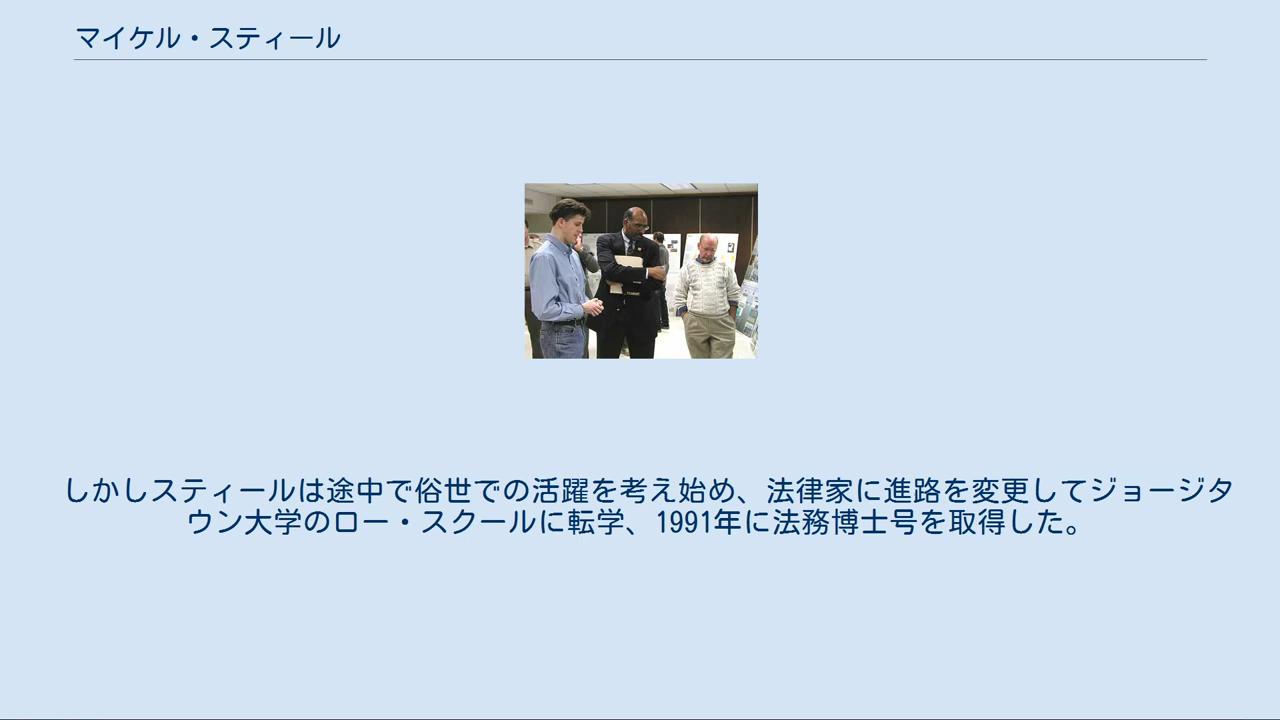 マイケル・スティール
しかしスティールは途中で俗世での活躍を考え始め、法律家に進路を変更してジョージタ
ウン大学のロー・スクールに転学、1991年に法務博士号を取得した。